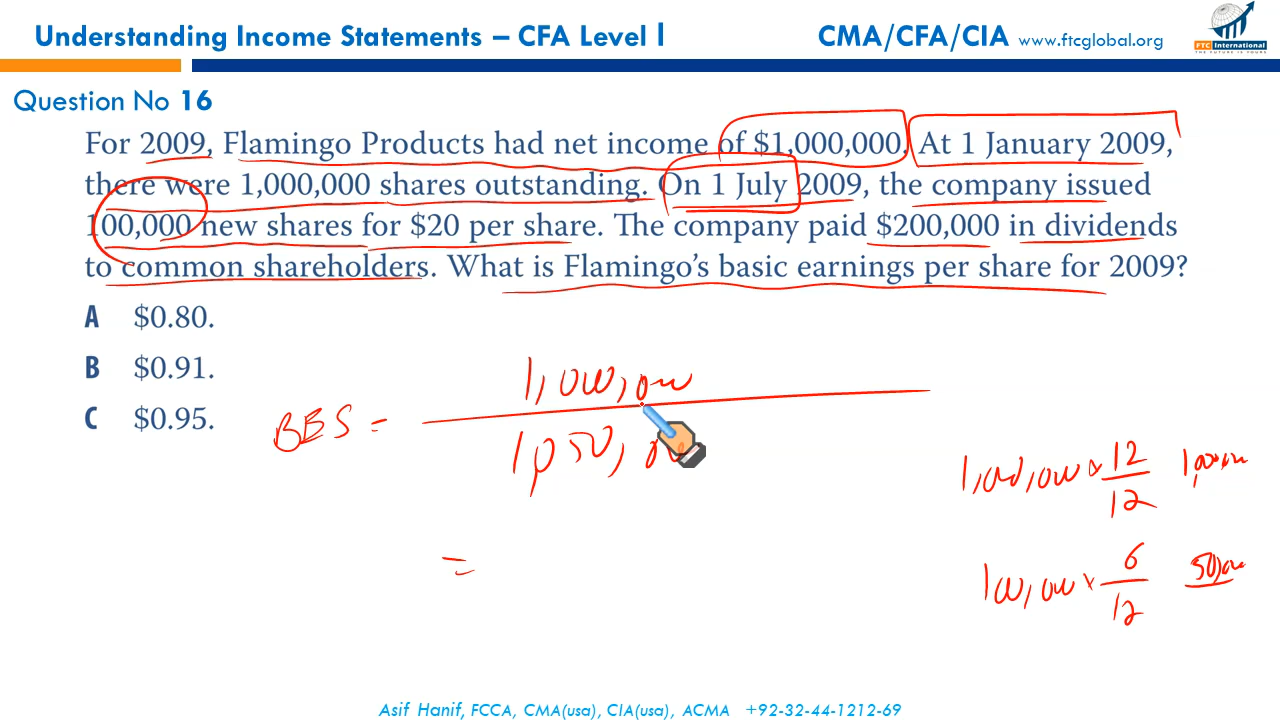 Understanding Income Statements – CFA Level I
CMA/CFA/CIA www.ftcglobal.org
FTC International
Question No 16
For 2009, Flamingo Products had net income of $1,000,000. At 1 January 2009,
there were 1,000,000 shares outstanding. On 1 July 2009, the company issued
100,000 new shares for $20 per share. The company paid $200,000 in dividends
to common shareholders. What is Flamingo's basic earnings per share for 2009?
A $0.80.
B $0.91.
C $0.95.
1,000,000
BES =
1050,00
1,000,000 × 12/12 1,000,000
=
100,000 × 6/12 50,000
Asif Hanif, FCCA, CMA(usa), CIA(usa), ACMA +92-32-44-1212-69